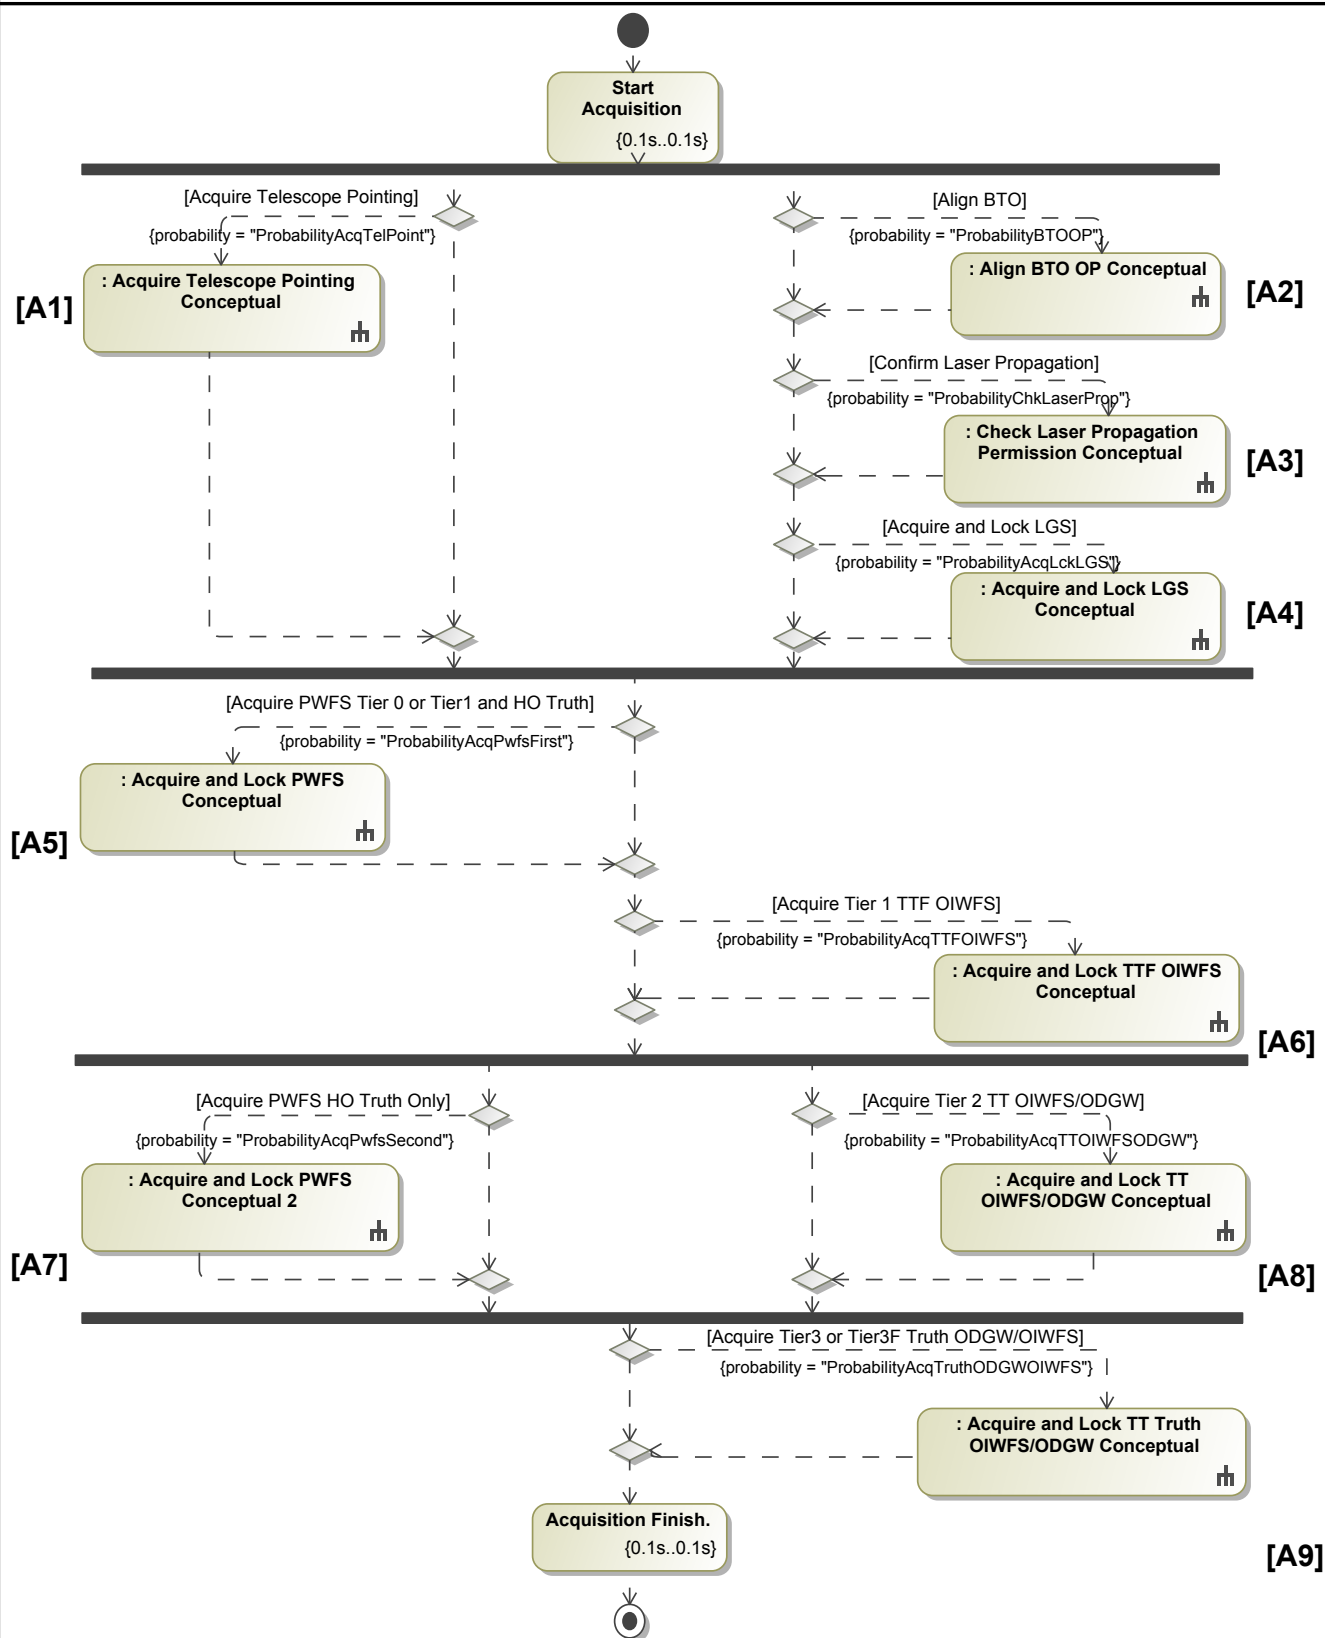 Start
Acquisition
{0.1s..0.1s}
[Acquire Telescope Pointing]
{probability = "ProbabilityAcqTelPoint"}
: Acquire Telescope Pointing
Conceptual
[A1]
[Align BTO]
{probability = "ProbabilityBTOOP"}
: Align BTO OP Conceptual
[A2]
[Confirm Laser Propagation]
{probability = "ProbabilityChkLaserProp"}
: Check Laser Propagation
Permission Conceptual
[A3]
[Acquire and Lock LGS]
{probability = "ProbabilityAcqLckLGS"}
: Acquire and Lock LGS
Conceptual
[A4]
[Acquire PWFS Tier 0 or Tier1 and HO Truth]
{probability = "ProbabilityAcqPwfsFirst"}
: Acquire and Lock PWFS
Conceptual
[A5]
[Acquire Tier 1 TTF OIWFS]
{probability = "ProbabilityAcqTTFOIWFS"}
: Acquire and Lock TTF OIWFS
Conceptual
[A6]
[Acquire PWFS HO Truth Only]
{probability = "ProbabilityAcqPwfsSecond"}
: Acquire and Lock PWFS
Conceptual 2
[A7]
[Acquire Tier 2 TT OIWFS/ODGW]
{probability = "ProbabilityAcqTTOIWFSODGW"}
: Acquire and Lock TT
OIWFS/ODGW Conceptual
[A8]
[Acquire Tier3 or Tier3F Truth ODGW/OIWFS]
{probability = "ProbabilityAcqTruthODGWOIWFS"}
: Acquire and Lock TT Truth
OIWFS/ODGW Conceptual
Acquisition Finish.
{0.1s..0.1s}
[A9]